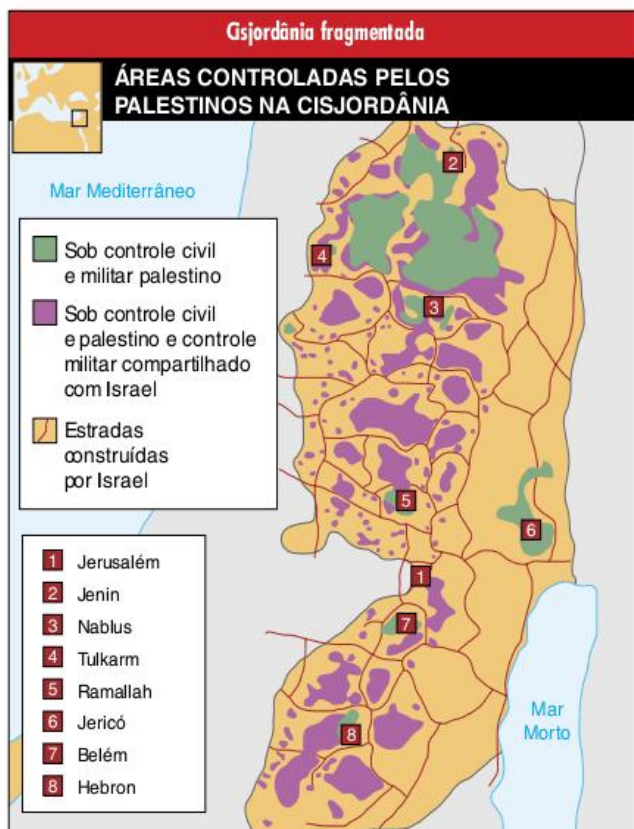 Cisjordânia fragmentada
ÁREAS CONTROLADAS PELOS
PALESTINOS NA CISJORDÂNIA
Mar Mediterrâneo
Sob controle civil
e militar palestino
Sob controle civil
e palestino e controle
militar compartilhado
com Israel
Estradas
construídas
por Israel
1 Jerusalém
2 Jenin
3 Nablus
4 Tulkarm
5 Ramallah
6 Jericó
7 Belém
8 Hebron
2
4
3
5
6
1
7
8
Mar
Morto